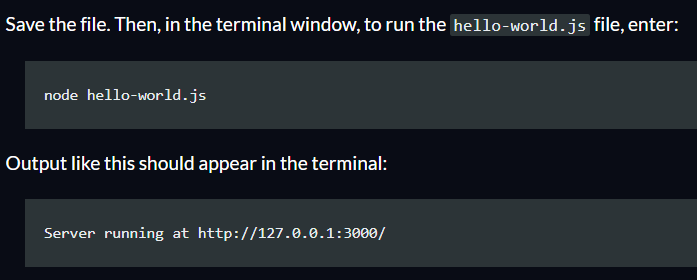 Save the file. Then, in the terminal window, to run the hello-world.js file, enter:
node hello-world.js
Output like this should appear in the terminal:
Server running at http://127.0.0.1:3000/